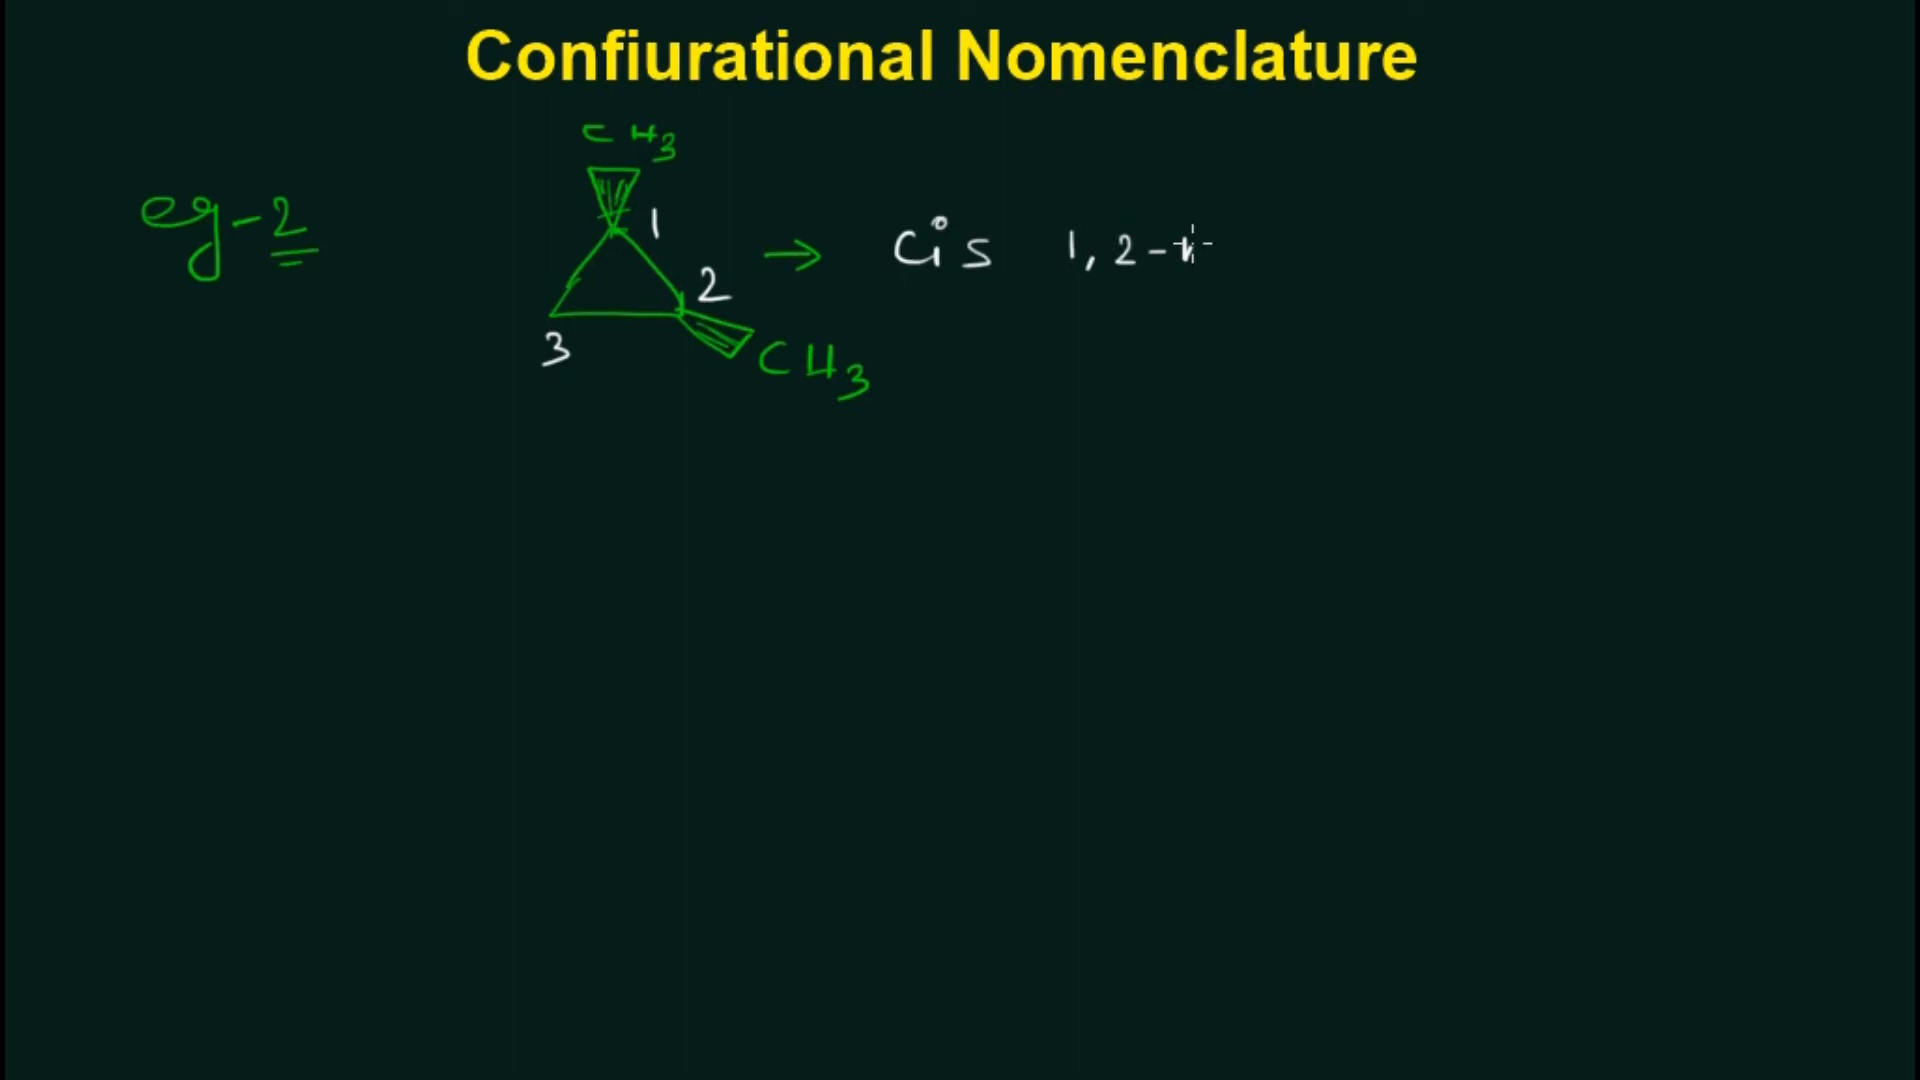 Confiurational Nomenclature
CH3
eg-2
1
2
3
CH3
→ Cis 1, 2-